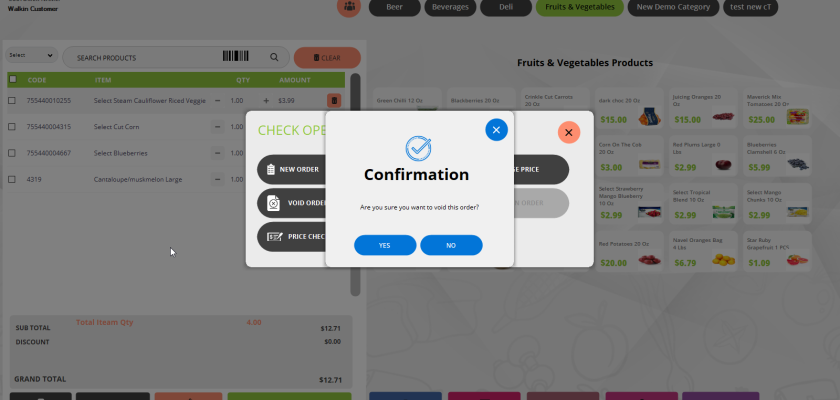 Walkin Customer
Beer
Beverages
Deli
Fruits & Vegetables
New Demo Category
test new cT
Select
SEARCH PRODUCTS
CLEAR
CODE ITEM QTY AMOUNT
755440010255 Select Steam Cauliflower Riced Veggie 1.00 + $3.99
755440004315 Select Cut Corn 1.00
755440004667 Select Blueberries 1.00
4319 Cantaloupe/muskmelon Large 1.00
Total Iteam Qty 4.00
SUB TOTAL $12.71
DISCOUNT $0.00
GRAND TOTAL $12.71
CHECK OPE
NEW ORDER
VOID ORDE
PRICE CHEC
E PRICE
ORDER
Confirmation
Are you sure you want to void this order?
YES
NO
Fruits & Vegetables Products
Green Chili 12 Oz
Blackberries 20 Oz
Crinkle Cut Carrots
20 Oz
dark choc 20 Oz
$15.00
Juicing Oranges 20
Oz
$15.00
Maverick Mix
Tomatoes 20 Oz
$25.00
Corn On The Cob
20 Oz
$3.00
Red Plums Large 8
Lbs
$2.99
Blueberries
Clamshell 6 Oz
$5.99
Select Strawberry
Mango Blueberry
10 Oz
$2.99
Select Tropical
Blend 10 Oz
$2.99
Select Mango
Chunks 10 Oz
$2.99
Red Potatoes 20 Oz
$20.00
Navel Oranges Bag
4 Lbs
$6.79
Star Ruby
Grapefruit 1 PCS
$1.09